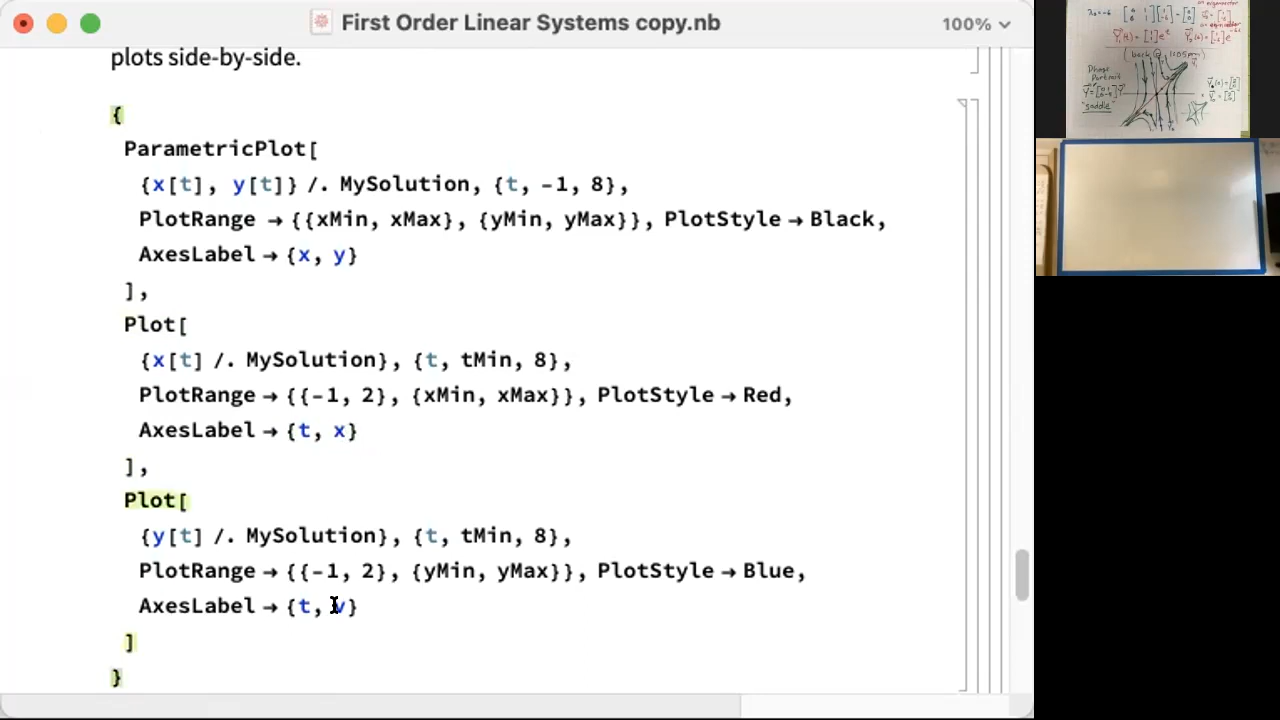 First Order Linear Systems copy.nb
100%
plots side-by-side.
{
ParametricPlot[
{x[t], y[t]} /. MySolution, {t, -1, 8},
PlotRange → {{xMin, xMax}, {yMin, yMax}}, PlotStyle → Black,
AxesLabel → {x, y}
],
Plot[
{x[t] /. MySolution}, {t, tMin, 8},
PlotRange → {{-1, 2}, {xMin, xMax}}, PlotStyle → Red,
AxesLabel → {t, x}
],
Plot[
{y[t] /. MySolution}, {t, tMin, 8},
PlotRange → {{-1, 2}, {yMin, yMax}}, PlotStyle → Blue,
AxesLabel → {t, y}
]
}
Phase
Portrait
"saddle"